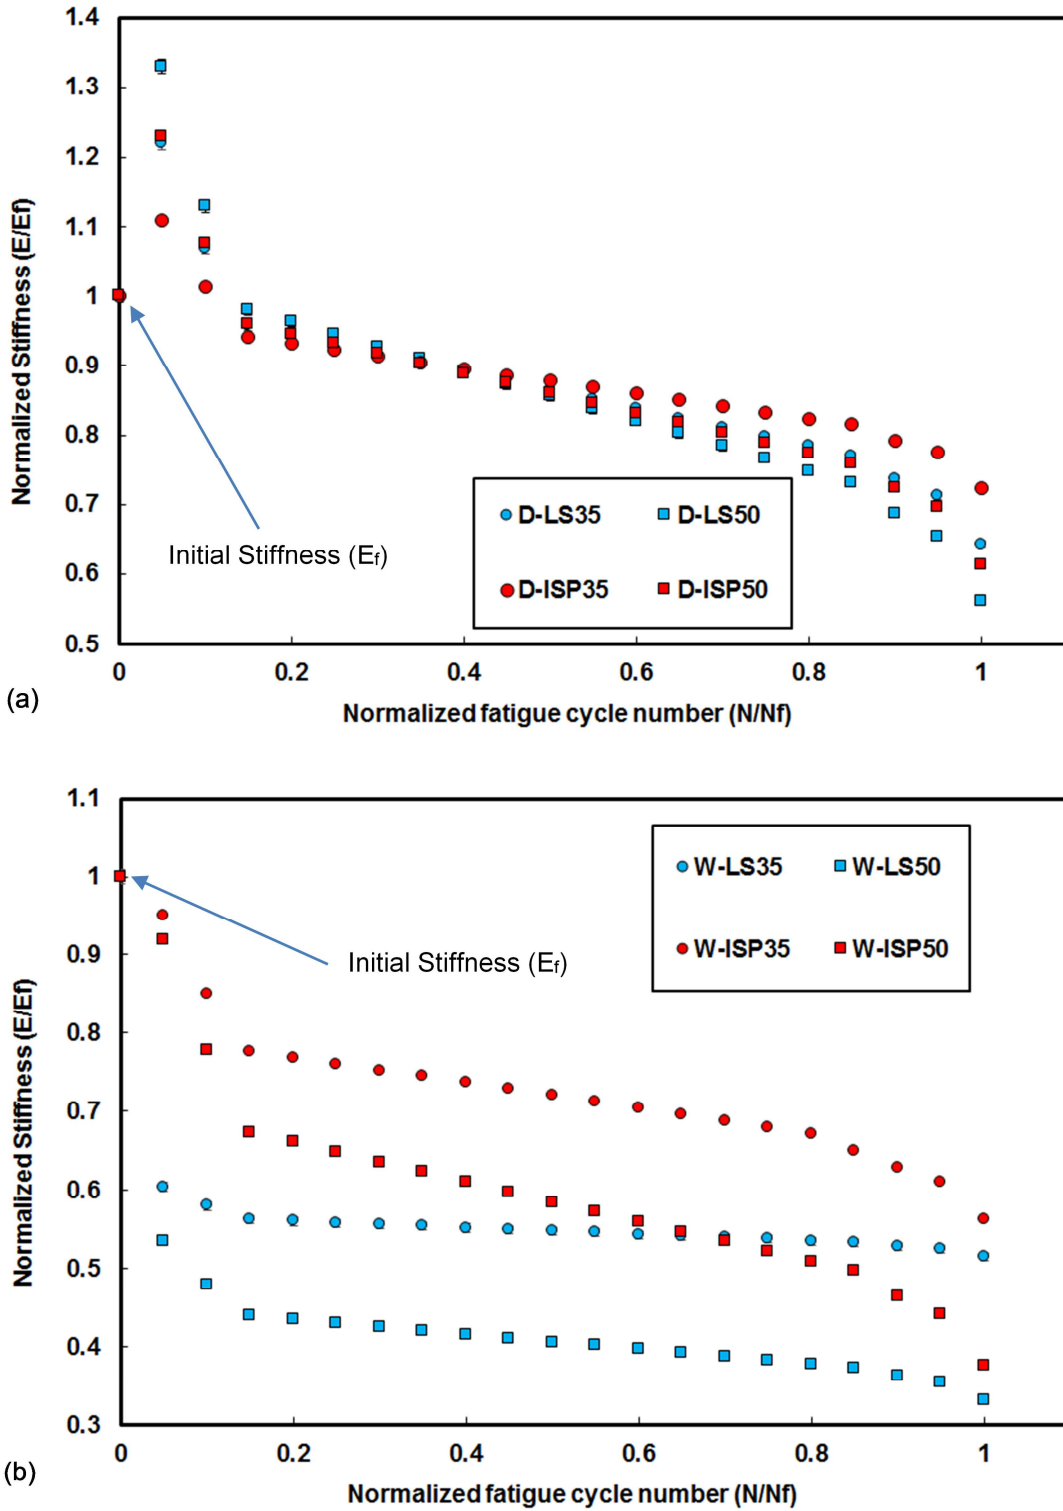 1.4
1.3
1.2
1.1
1
0.9
0.8
0.7
0.6
0.5
Normalized Stiffness (E/Ef)
Initial Stiffness (Ef)
D-LS35 D-LS50
D-ISP35 D-ISP50
0 0.2 0.4 0.6 0.8 1
Normalized fatigue cycle number (N/Nf)
(a)
1.1
1
0.9
0.8
0.7
0.6
0.5
0.4
0.3
Normalized Stiffness (E/Ef)
W-LS35 W-LS50
W-ISP35 W-ISP50
Initial Stiffness (Ef)
0 0.2 0.4 0.6 0.8 1
Normalized fatigue cycle number (N/Nf)
(b)